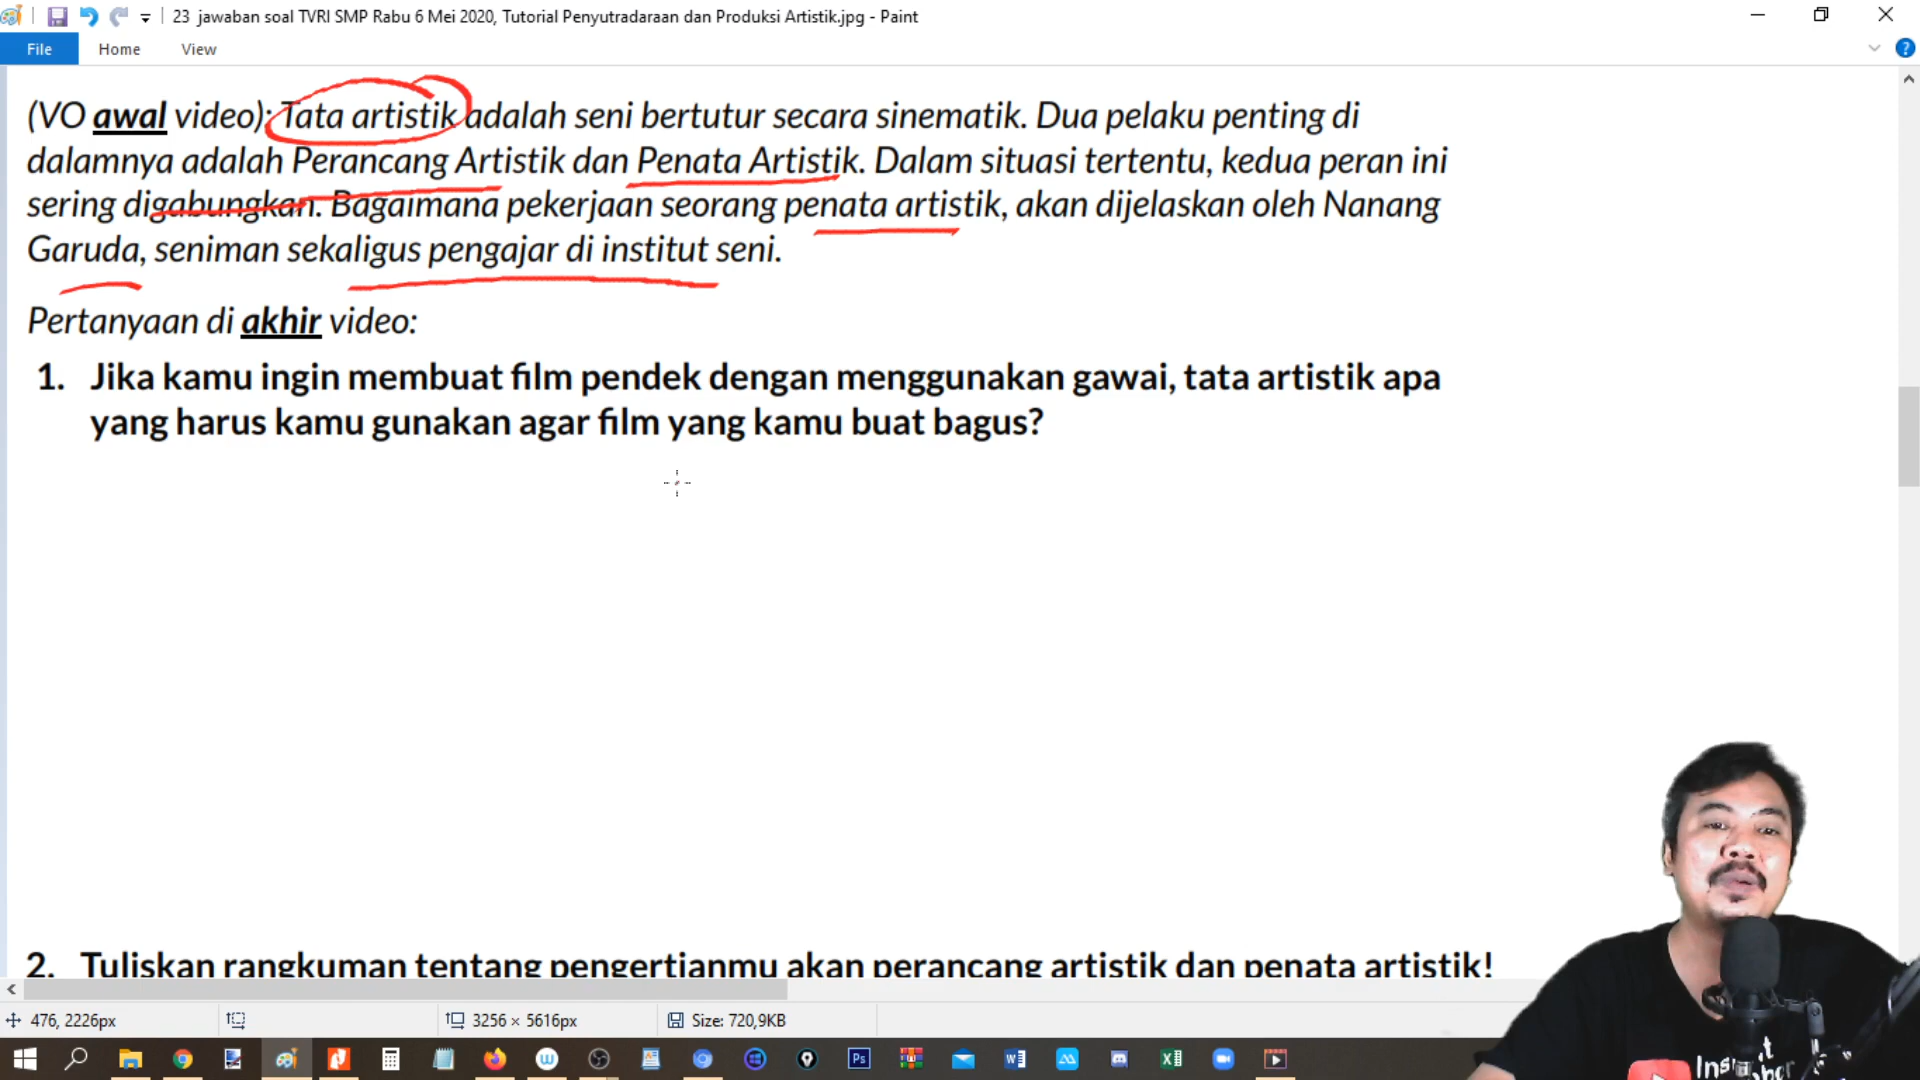 23 jawaban soal TVRI SMP Rabu 6 Mei 2020, Tutorial Penyutradaraan dan Produksi Artistik.jpg - Paint
File Home View
(VO awal video): Tata artistik adalah seni bertutur secara sinematik. Dua pelaku penting di
dalamnya adalah Perancang Artistik dan Penata Artistik. Dalam situasi tertentu, kedua peran ini
sering digabungkan. Bagaimana pekerjaan seorang penata artistik, akan dijelaskan oleh Nanang
Garuda, seniman sekaligus pengajar di institut seni.
Pertanyaan di akhir video:
1. Jika kamu ingin membuat film pendek dengan menggunakan gawai, tata artistik apa
yang harus kamu gunakan agar film yang kamu buat bagus?
2. Tuliskan rangkuman tentang pengertianmu akan perancang artistik dan penata artistik!
476, 2226px 3256 × 5616px Size: 720,9KB
Ps